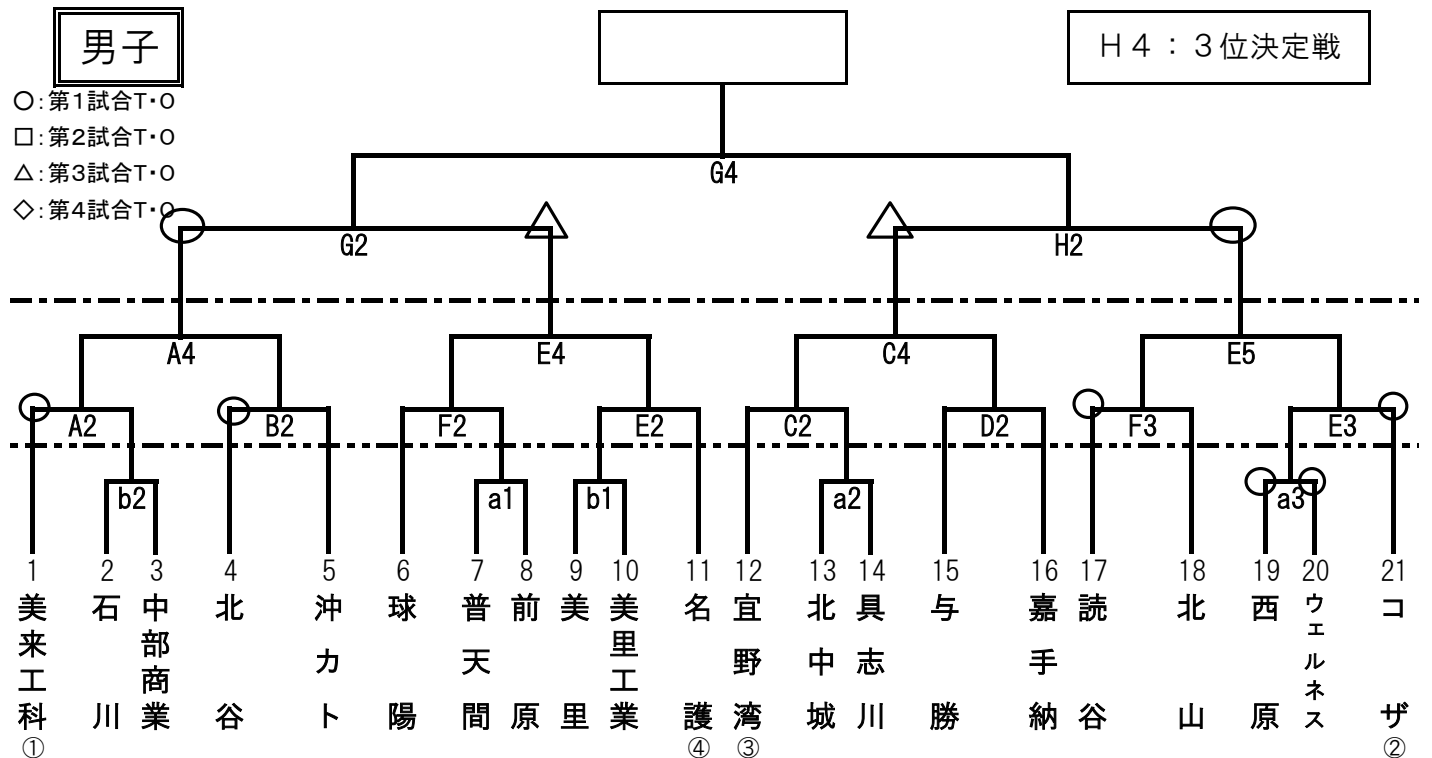 男子
Ｈ４：３位決定戦
○：第１試合Ｔ・Ｏ
□：第２試合Ｔ・Ｏ
△：第３試合Ｔ・Ｏ
◇：第４試合Ｔ・Ｏ
G4
G2
H2
A4
E4
C4
E5
A2
B2
F2
E2
C2
D2
F3
E3
b2
a1
b1
a2
a3
1 美来工科 ①
2 石川
3 中部商業
4 北谷
5 沖カト
6 球陽
7 普天間
8 前原
9 美里
10 美里工業
11 名護 ④
12 宜野湾 ③
13 北中城
14 具志川
15 与勝
16 嘉手納
17 読谷
18 北山
19 西原
20 ウェルネス
21 コザ ②